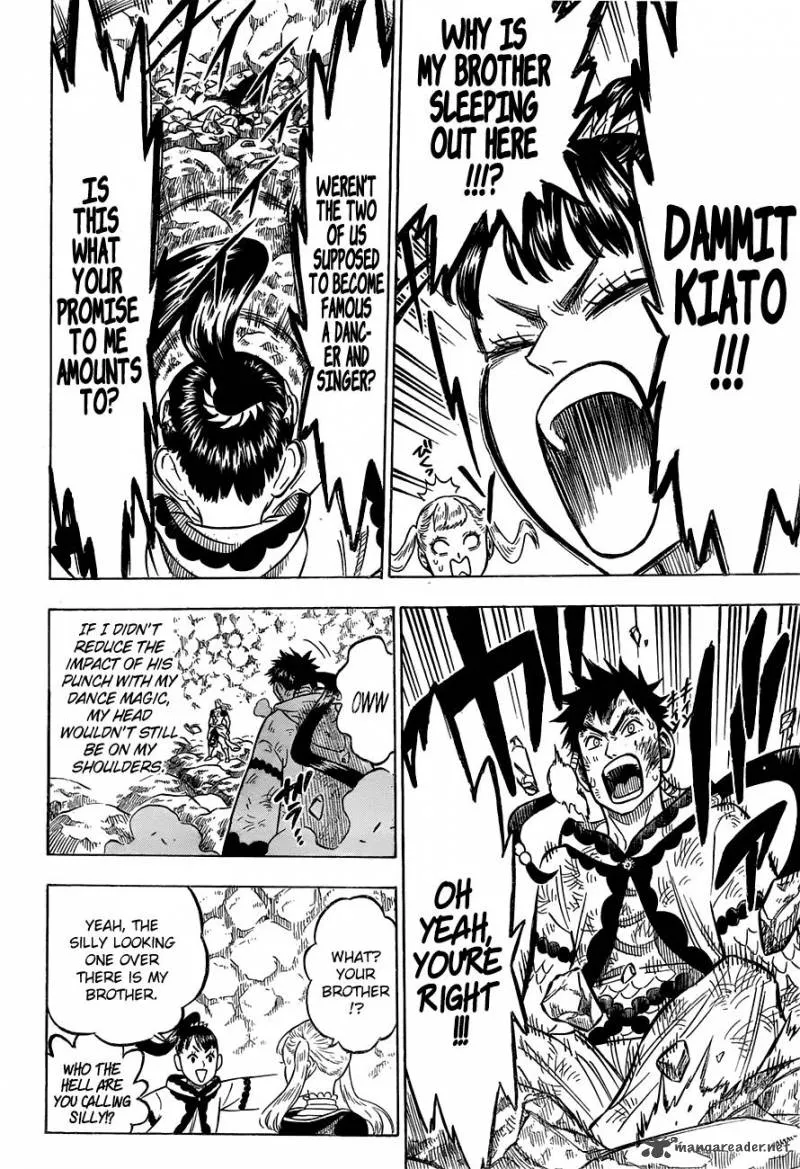 DAMMIT
KIATO
!!!
WHY IS
MY BROTHER
SLEEPING
OUT HERE
!!!?
びくっ
WEREN'T
THE TWO
OF US
SUPPOSED
TO BECOME
FAMOUS
A DANC-
ER AND
SINGER?
IS
THIS
WHAT
YOUR
PROMISE
TO ME
AMOUNTS
TO?
OH
YEAH,
YOU'RE
RIGHT
!!!
OWW
IF I DIDN'T
REDUCE THE
IMPACT OF HIS
PUNCH WITH MY
DANCE MAGIC,
MY HEAD
WOULDN'T STILL
BE ON MY
SHOULDERS.
WHAT?
YOUR
BROTHER
!?
YEAH, THE
SILLY LOOKING
ONE OVER
THERE IS MY
BROTHER.
WHO THE
HELL ARE
YOU CALLING
SILLY!?
mangareader.net